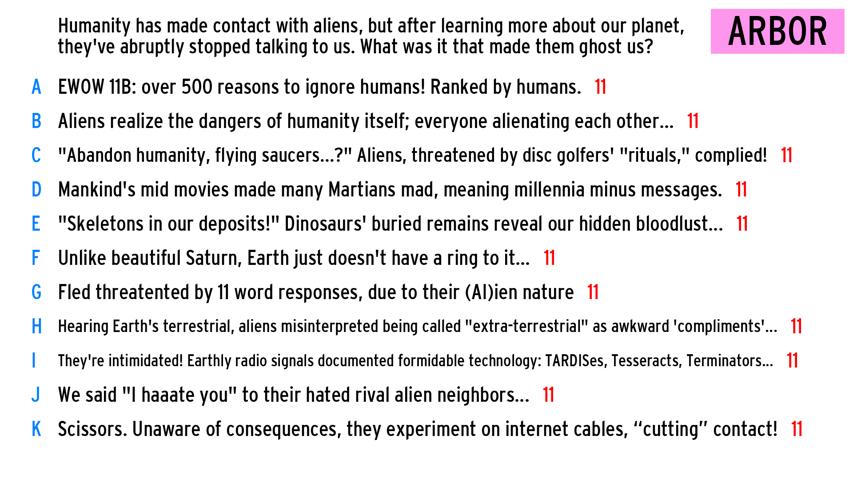 Humanity has made contact with aliens, but after learning more about our planet,
they've abruptly stopped talking to us. What was it that made them ghost us?
ARBOR
A EWOW 11B: over 500 reasons to ignore humans! Ranked by humans. 11
B Aliens realize the dangers of humanity itself; everyone alienating each other... 11
C "Abandon humanity, flying saucers...?" Aliens, threatened by disc golfers' "rituals," complied! 11
D Mankind's mid movies made many Martians mad, meaning millennia minus messages. 11
E "Skeletons in our deposits!" Dinosaurs' buried remains reveal our hidden bloodlust... 11
F Unlike beautiful Saturn, Earth just doesn't have a ring to it... 11
G Fled threatented by 11 word responses, due to their (AI)ien nature 11
H Hearing Earth's terrestrial, aliens misinterpreted being called "extra-terrestrial" as awkward 'compliments'... 11
I They're intimidated! Earthly radio signals documented formidable technology: TARDISes, Tesseracts, Terminators... 11
J We said "I haaate you" to their hated rival alien neighbors... 11
K Scissors. Unaware of consequences, they experiment on internet cables, “cutting” contact! 11